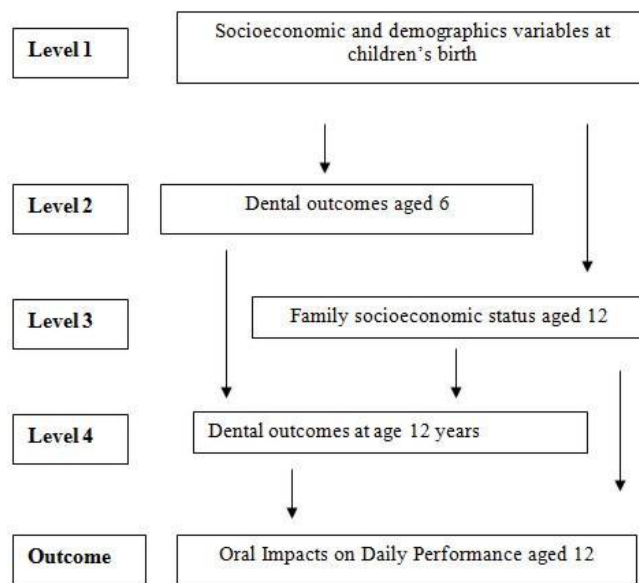 Level 1
Socioeconomic and demographics variables at
children’s birth
Level 2
Dental outcomes aged 6
Level 3
Family socioeconomic status aged 12
Level 4
Dental outcomes at age 12 years
Outcome
Oral Impacts on Daily Performance aged 12